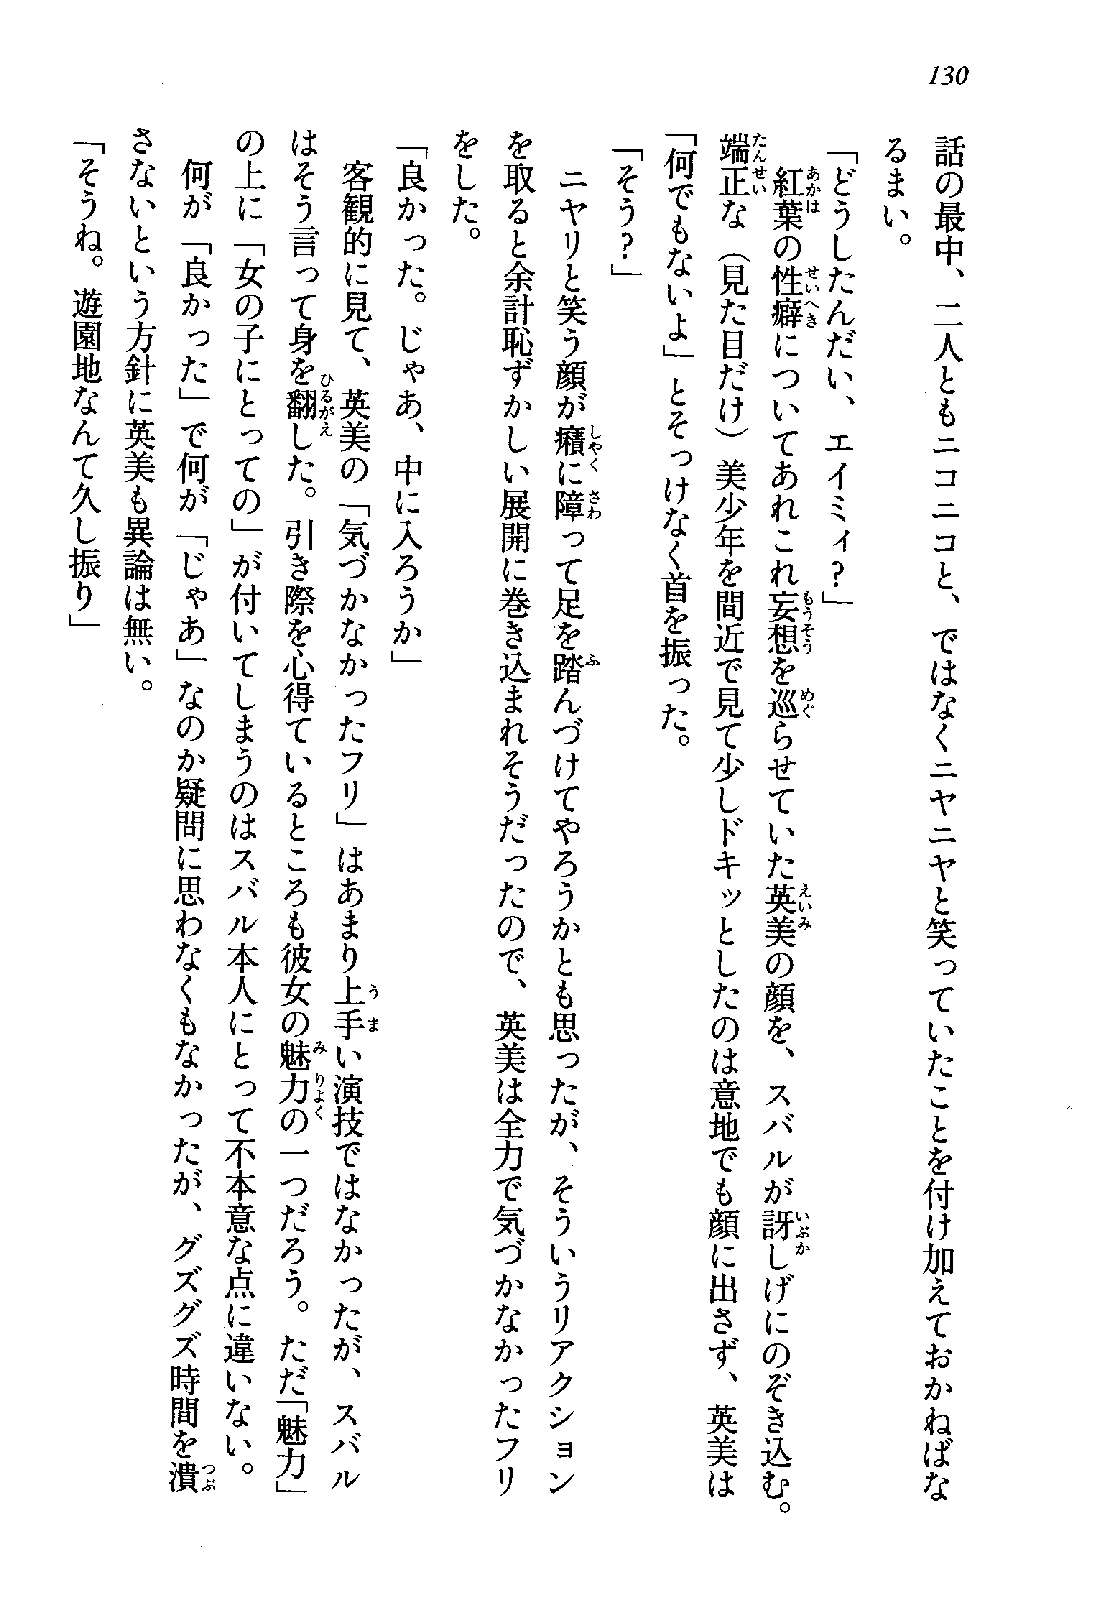 130
話の最中、二人ともニコニコと、ではなくニヤニヤと笑っていたことを付け加えておかねばな
るまい。
「どうしたんだい、エイミィ?」
紅葉の性癖についてあれこれ妄想を巡らせていた英美の顔を、スバルが訝しげにのぞき込む。
端正な（見た目だけ）美少年を間近で見て少しドキッとしたのは意地でも顔に出さず、英美は
「何でもないよ」とそっけなく首を振った。
「そう?」
ニヤリと笑う顔が癪に障って足を踏んづけてやろうかとも思ったが、そういうリアクション
を取ると余計恥ずかしい展開に巻き込まれそうだったので、英美は全力で気づかなかったフリ
をした。
「良かった。じゃあ、中に入ろうか」
客観的に見て、英美の「気づかなかったフリ」はあまり上手い演技ではなかったが、スバル
はそう言って身を翻した。引き際を心得ているところも彼女の魅力の一つだろう。ただ「魅力」
の上に「女の子にとっての」が付いてしまうのはスバル本人にとって不本意な点に違いない。
何が「良かった」で何が「じゃあ」なのか疑問に思わなくもなかったが、グズグズ時間を潰
さないという方針に英美も異論は無い。
「そうね。遊園地なんて久し振り」